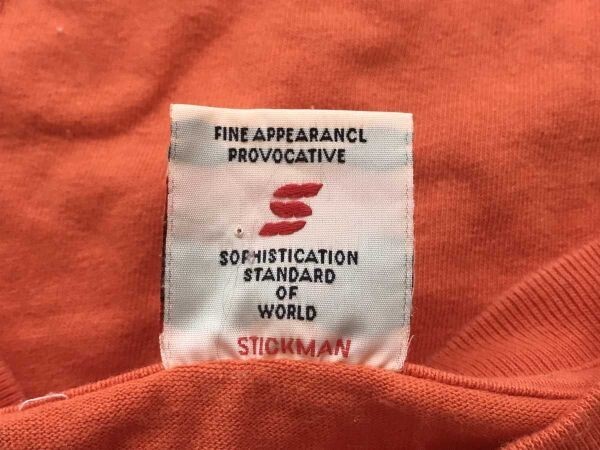 FINE APPEARANCL
PROVOCATIVE
S
SOPHISTICATION
STANDARD
OF
WORLD
STICKMAN